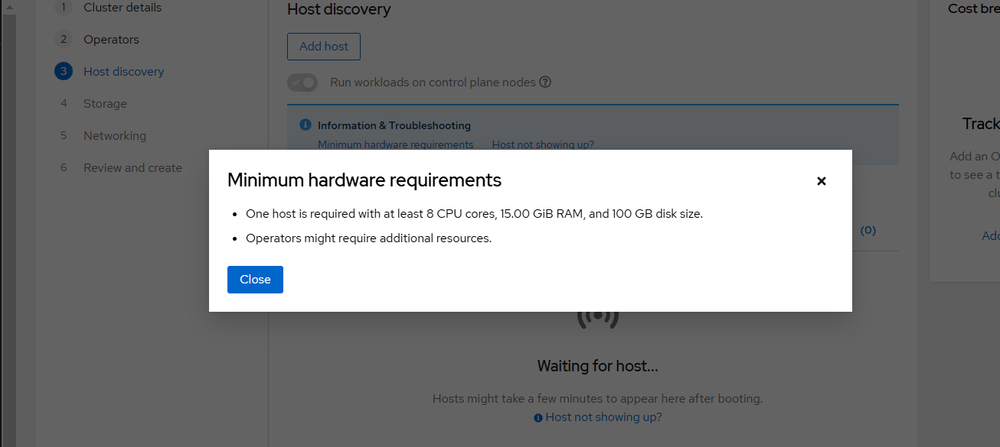 1 Cluster details
2 Operators
3 Host discovery
4 Storage
5 Networking
6 Review and create
Host discovery
Add host
Run workloads on control plane nodes
Information & Troubleshooting
Minimum hardware requirements Host not showing up?
Minimum hardware requirements
One host is required with at least 8 CPU cores, 15.00 GiB RAM, and 100 GB disk size.
Operators might require additional resources.
Close
(0)
Waiting for host...
Hosts might take a few minutes to appear here after booting.
Host not showing up?
Cost bre
Track
Add an O
to see a t
clu
Add